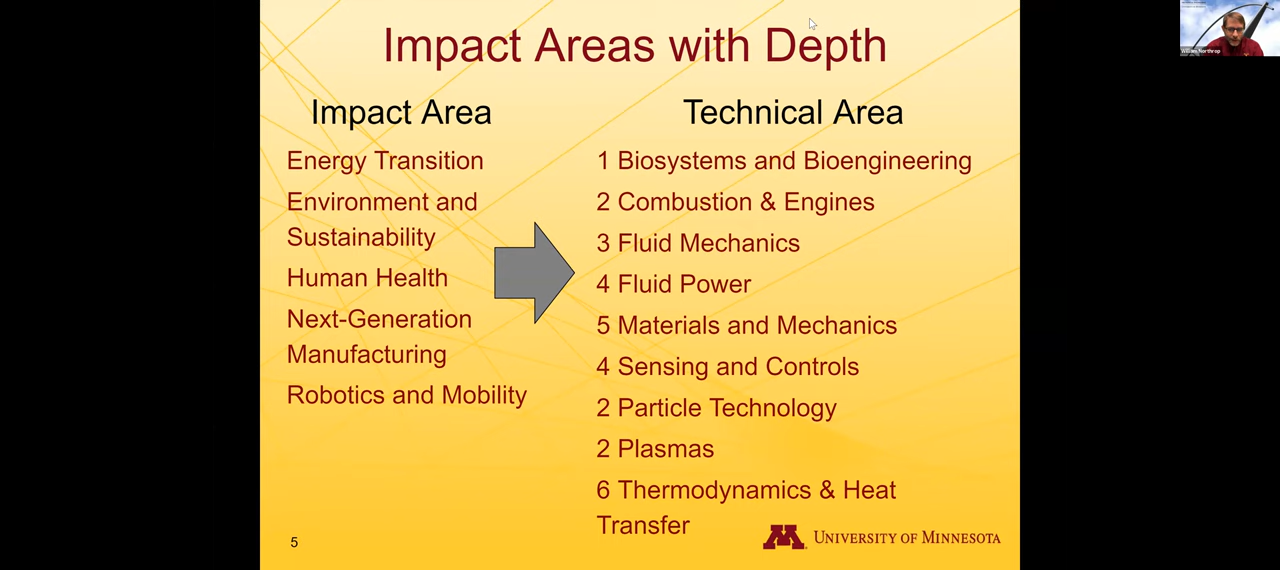 Impact Areas with Depth
Impact Area
Energy Transition
Environment and
Sustainability
Human Health
Next-Generation
Manufacturing
Robotics and Mobility
Technical Area
1 Biosystems and Bioengineering
2 Combustion & Engines
3 Fluid Mechanics
4 Fluid Power
5 Materials and Mechanics
4 Sensing and Controls
2 Particle Technology
2 Plasmas
6 Thermodynamics & Heat
Transfer
5
M University of Minnesota
William Northrop